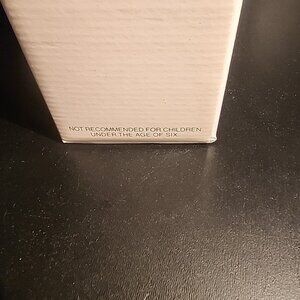 NOT RECOMMENDED FOR CHILDREN
UNDER THE AGE OF SIX.